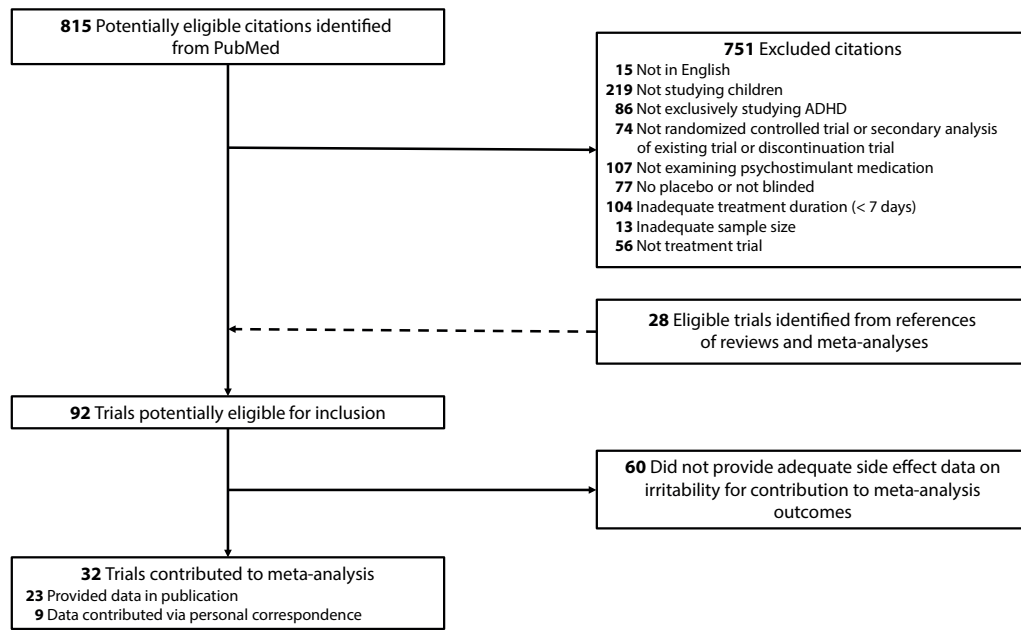 815 Potentially eligible citations identified
from PubMed
751 Excluded citations
15 Not in English
219 Not studying children
86 Not exclusively studying ADHD
74 Not randomized controlled trial or secondary analysis
of existing trial or discontinuation trial
107 Not examining psychostimulant medication
77 No placebo or not blinded
104 Inadequate treatment duration (< 7 days)
13 Inadequate sample size
56 Not treatment trial
28 Eligible trials identified from references
of reviews and meta-analyses
92 Trials potentially eligible for inclusion
60 Did not provide adequate side effect data on
irritability for contribution to meta-analysis
outcomes
32 Trials contributed to meta-analysis
23 Provided data in publication
9 Data contributed via personal correspondence